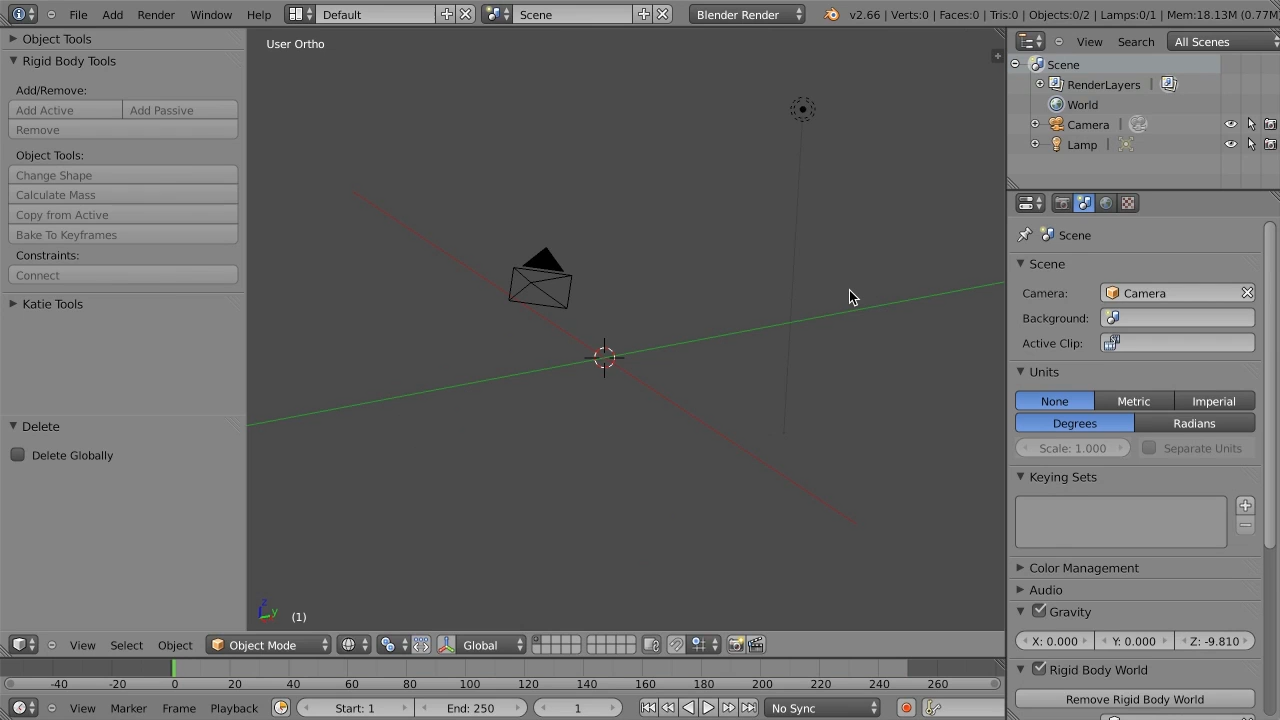 File Add Render Window Help Default Scene Blender Render v2.66 | Verts:0 | Faces:0 | Tris:0 | Objects:0/2 | Lamps:0/1 | Mem:18.13M (0.77M
Object Tools
Rigid Body Tools
Add/Remove:
Add Active Add Passive
Remove
Object Tools:
Change Shape
Calculate Mass
Copy from Active
Bake To Keyframes
Constraints:
Connect
Katie Tools
Delete
Delete Globally
User Ortho
z
y
(1)
View Select Object Object Mode Global
View Search All Scenes
Scene
RenderLayers
World
Camera
Lamp
Scene
Scene
Camera: Camera
Background:
Active Clip:
Units
None Metric Imperial
Degrees Radians
Scale: 1.000 Separate Units
Keying Sets
Color Management
Audio
Gravity
X: 0.000 Y: 0.000 Z: -9.810
Rigid Body World
Remove Rigid Body World
-40 -20 0 20 40 60 80 100 120 140 160 180 200 220 240 260
View Marker Frame Playback Start: 1 End: 250 1 No Sync